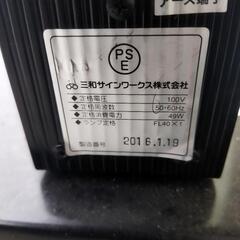 アース端子
PS
E
三和サインワークス株式会社
◆定格電圧 100V
◆定格周波数 50・60Hz
◆定格消費電力 49W
◆ランプ定格 FL40×1
製造番号 2016.1.19